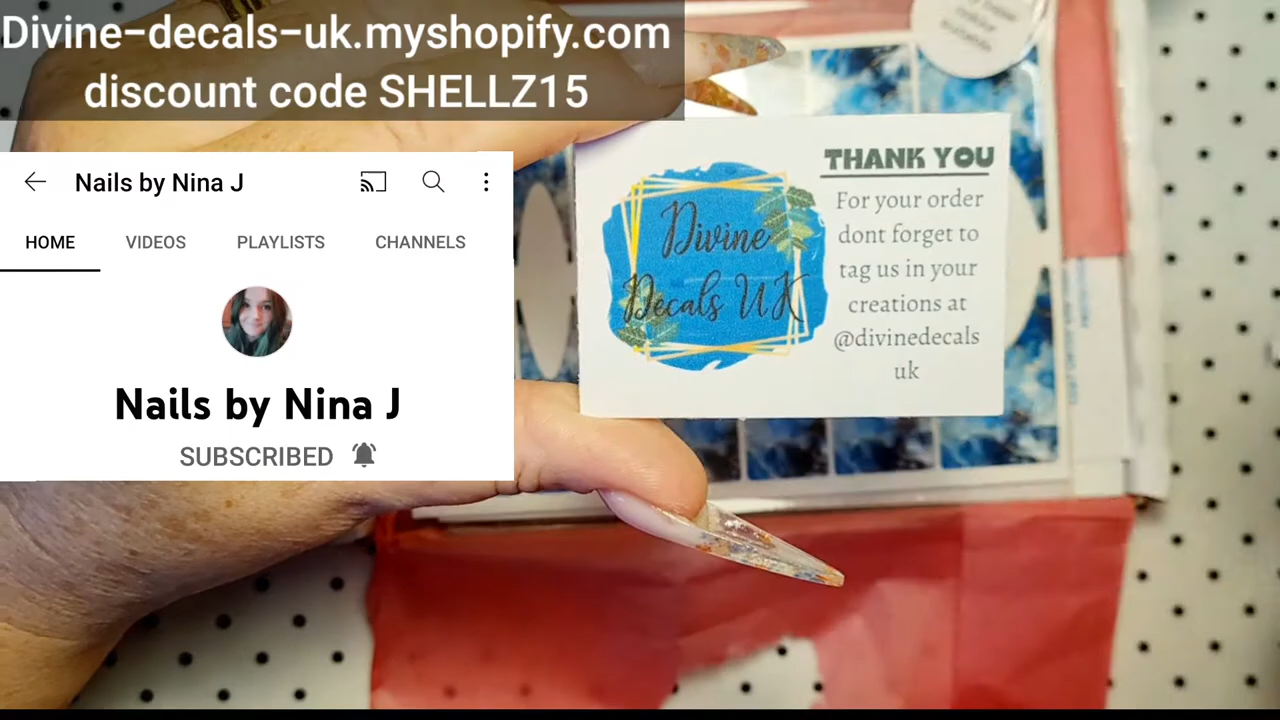 Divine-decals-uk.myshopify.com
discount code SHELLZ15
Nails by Nina J
HOME VIDEOS PLAYLISTS CHANNELS
Nails by Nina J
SUBSCRIBED
Divine
Decals UK
THANK YOU
For your order
dont forget to
tag us in your
creations at
@divinedecals
uk